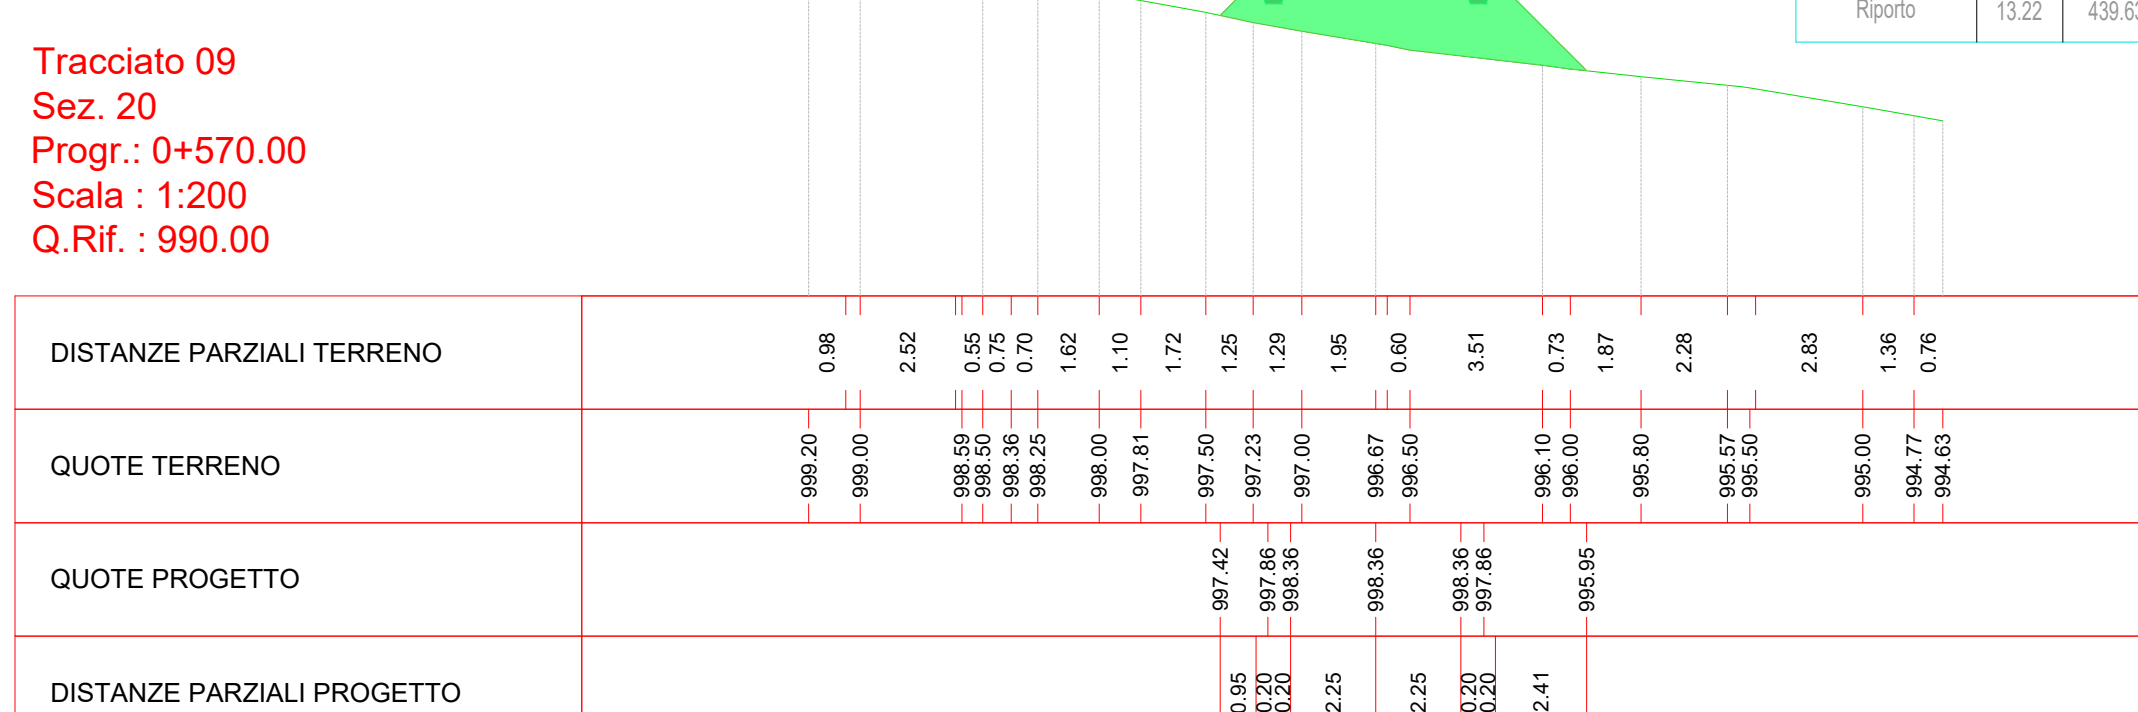 Riporto 13.22 439.63
Tracciato 09
Sez. 20
Progr.: 0+570.00
Scala : 1:200
Q.Rif. : 990.00
DISTANZE PARZIALI TERRENO 0.98 2.52 0.55 0.75 0.70 1.62 1.10 1.72 1.25 1.29 1.95 0.60 3.51 0.73 1.87 2.28 2.83 1.36 0.76
QUOTE TERRENO 999.20 999.00 998.59 998.50 998.36 998.25 998.00 997.81 997.50 997.23 997.00 996.67 996.50 996.10 996.00 995.80 995.57 995.50 995.00 994.77 994.63
QUOTE PROGETTO 997.42 997.86 998.36 998.36 998.36 997.86 995.95
DISTANZE PARZIALI PROGETTO 0.95 0.20 0.20 2.25 2.25 0.20 0.20 2.41